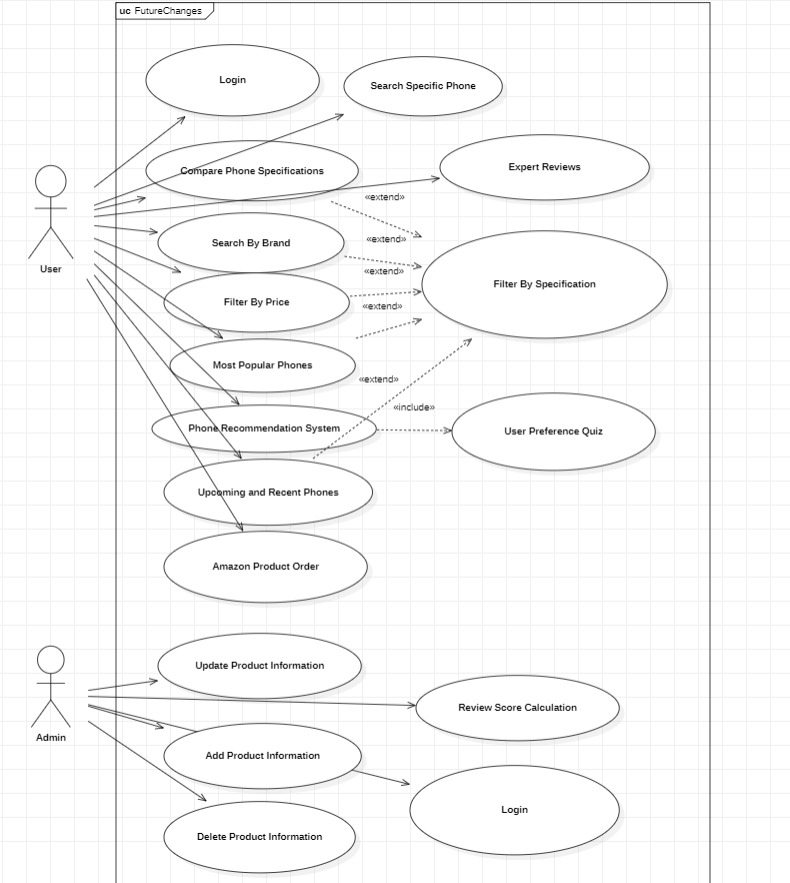 uc FutureChanges
Login
Search Specific Phone
Compare Phone Specifications
Expert Reviews
«extend»
User
Search By Brand
«extend»
«extend»
Filter By Specification
Filter By Price
«extend»
Most Popular Phones
«extend»
«include»
Phone Recommendation System
User Preference Quiz
Upcoming and Recent Phones
Amazon Product Order
Update Product Information
Review Score Calculation
Admin
Add Product Information
Login
Delete Product Information